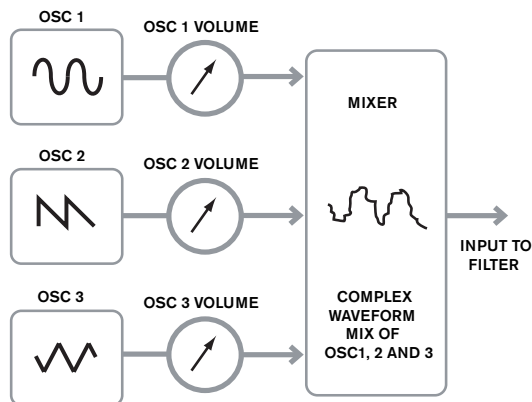 OSC 1
OSC 1 VOLUME
MIXER
OSC 2
OSC 2 VOLUME
INPUT TO
FILTER
OSC 3
OSC 3 VOLUME
COMPLEX
WAVEFORM
MIX OF
OSC1, 2 AND 3